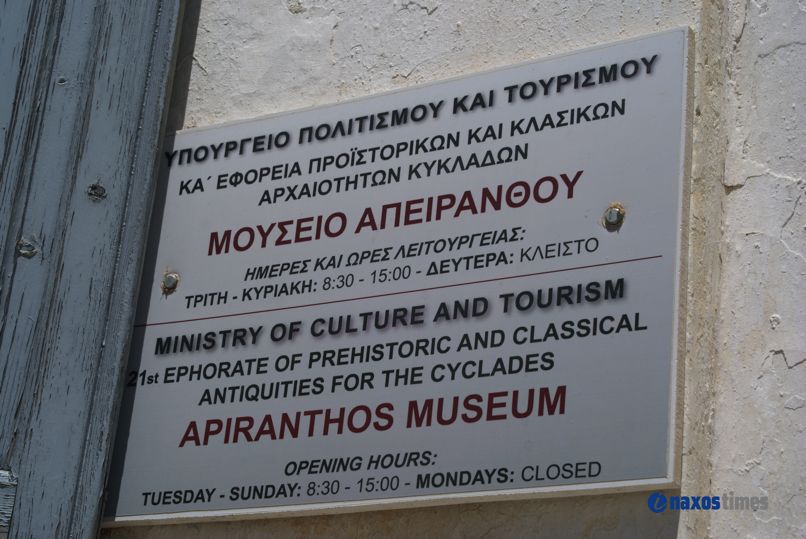 ΥΠΟΥΡΓΕΙΟ ΠΟΛΙΤΙΣΜΟΥ ΚΑΙ ΤΟΥΡΙΣΜΟΥ
ΚΑ΄ ΕΦΟΡΕΙΑ ΠΡΟΪΣΤΟΡΙΚΩΝ ΚΑΙ ΚΛΑΣΙΚΩΝ
ΑΡΧΑΙΟΤΗΤΩΝ ΚΥΚΛΑΔΩΝ
ΜΟΥΣΕΙΟ ΑΠΕΙΡΑΝΘΟΥ
ΗΜΕΡΕΣ ΚΑΙ ΩΡΕΣ ΛΕΙΤΟΥΡΓΕΙΑΣ:
ΤΡΙΤΗ - ΚΥΡΙΑΚΗ: 8:30 - 15:00 - ΔΕΥΤΕΡΑ: ΚΛΕΙΣΤΟ
MINISTRY OF CULTURE AND TOURISM
21st EPHORATE OF PREHISTORIC AND CLASSICAL
ANTIQUITIES FOR THE CYCLADES
APIRANTHOS MUSEUM
OPENING HOURS:
TUESDAY - SUNDAY: 8:30 - 15:00 - MONDAYS: CLOSED
naxostimes